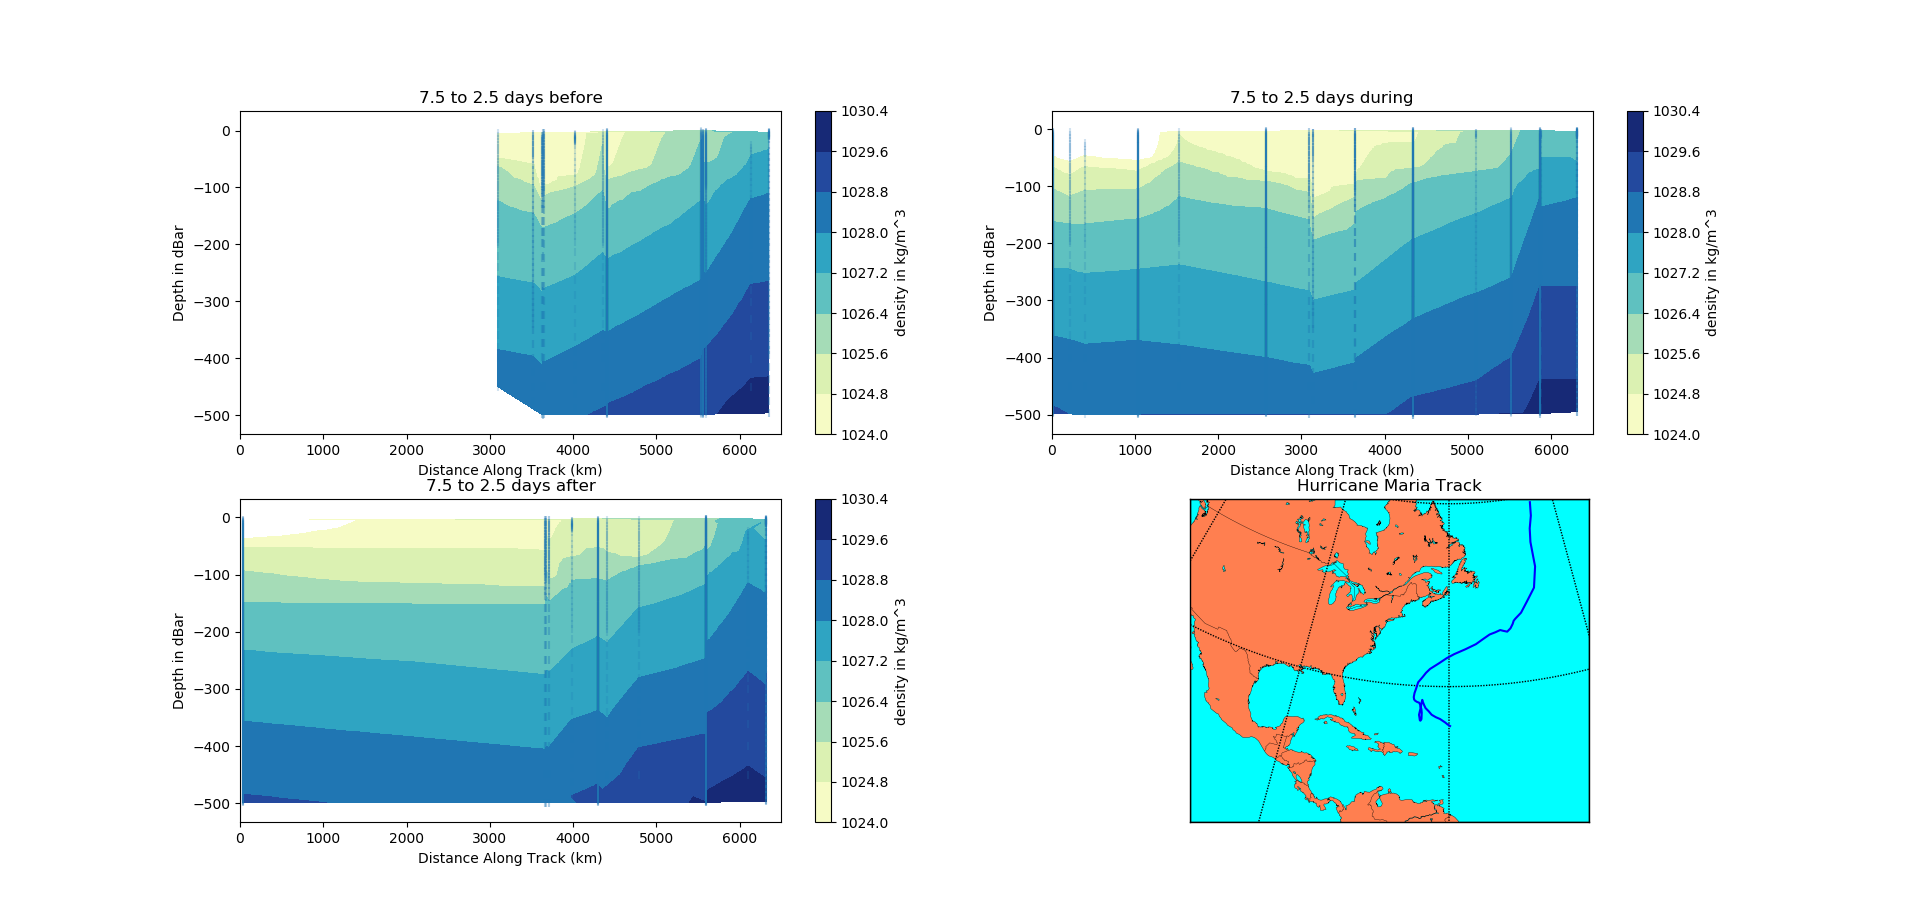 7.5 to 2.5 days before
0
−100
−200
−300
−400
−500
Depth in dBar
0 1000 2000 3000 4000 5000 6000
Distance Along Track (km)
1030.4
1029.6
1028.8
1028.0
1027.2
1026.4
1025.6
1024.8
1024.0
density in kg/m^3
7.5 to 2.5 days during
0
−100
−200
−300
−400
−500
Depth in dBar
0 1000 2000 3000 4000 5000 6000
Distance Along Track (km)
1030.4
1029.6
1028.8
1028.0
1027.2
1026.4
1025.6
1024.8
1024.0
density in kg/m^3
7.5 to 2.5 days after
0
−100
−200
−300
−400
−500
Depth in dBar
0 1000 2000 3000 4000 5000 6000
Distance Along Track (km)
1030.4
1029.6
1028.8
1028.0
1027.2
1026.4
1025.6
1024.8
1024.0
density in kg/m^3
Hurricane Maria Track